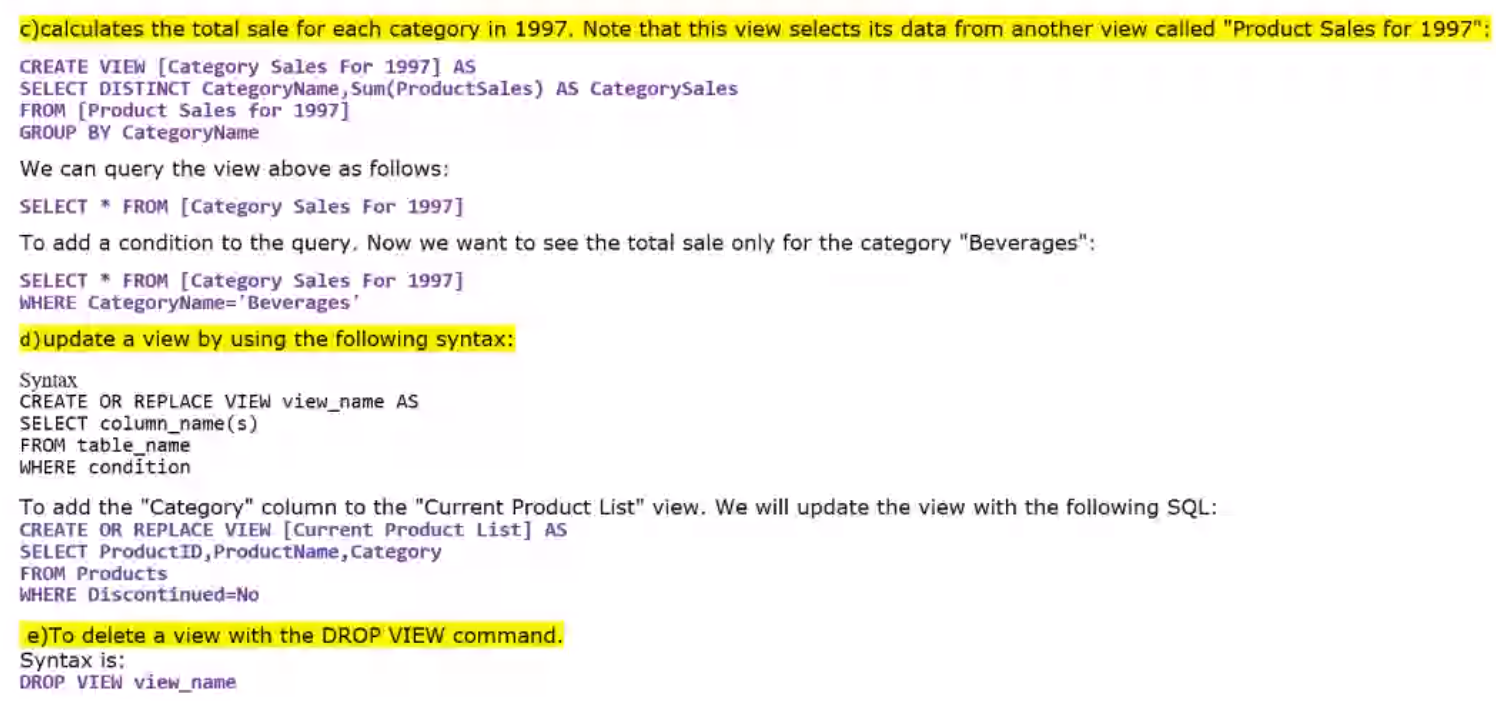 c)calculates the total sale for each category in 1997. Note that this view selects its data from another view called "Product Sales for 1997":
CREATE VIEW [Category Sales For 1997] AS
SELECT DISTINCT CategoryName,Sum(ProductSales) AS CategorySales
FROM [Product Sales for 1997]
GROUP BY CategoryName
We can query the view above as follows:
SELECT * FROM [Category Sales For 1997]
To add a condition to the query. Now we want to see the total sale only for the category "Beverages":
SELECT * FROM [Category Sales For 1997]
WHERE CategoryName='Beverages'
d)update a view by using the following syntax:
Syntax
CREATE OR REPLACE VIEW view_name AS
SELECT column_name(s)
FROM table_name
WHERE condition
To add the "Category" column to the "Current Product List" view. We will update the view with the following SQL:
CREATE OR REPLACE VIEW [Current Product List] AS
SELECT ProductID,ProductName,Category
FROM Products
WHERE Discontinued=No
e)To delete a view with the DROP VIEW command.
Syntax is:
DROP VIEW view_name